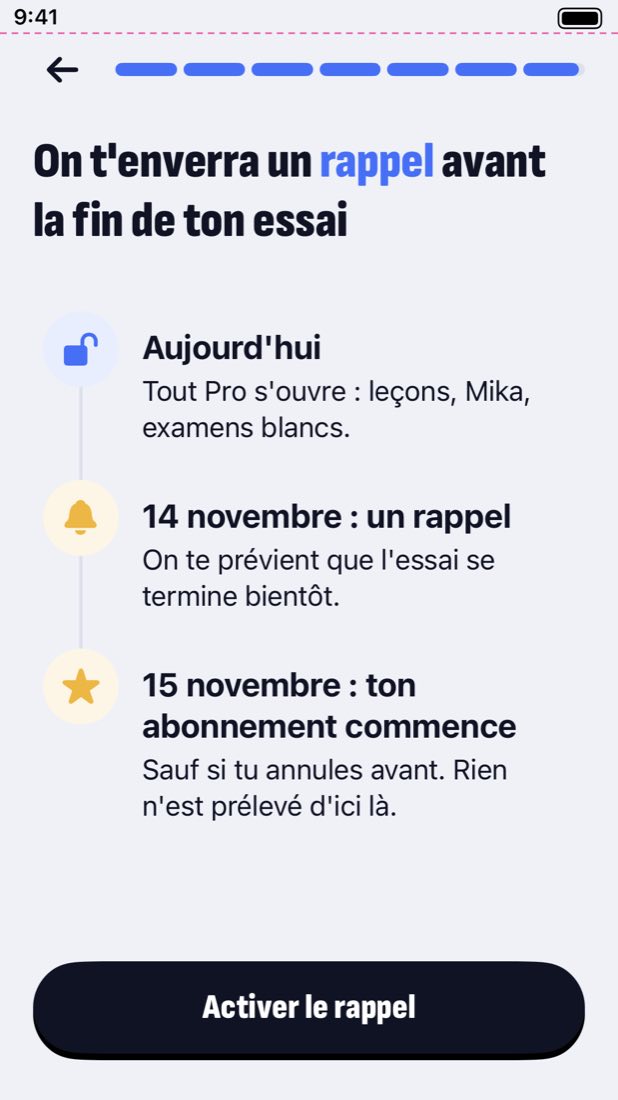 9:41
On t'enverra un rappel avant
la fin de ton essai
Aujourd'hui
Tout Pro s'ouvre : leçons, Mika,
examens blancs.
14 novembre : un rappel
On te prévient que l'essai se
termine bientôt.
15 novembre : ton
abonnement commence
Sauf si tu annules avant. Rien
n'est prélevé d'ici là.
Activer le rappel